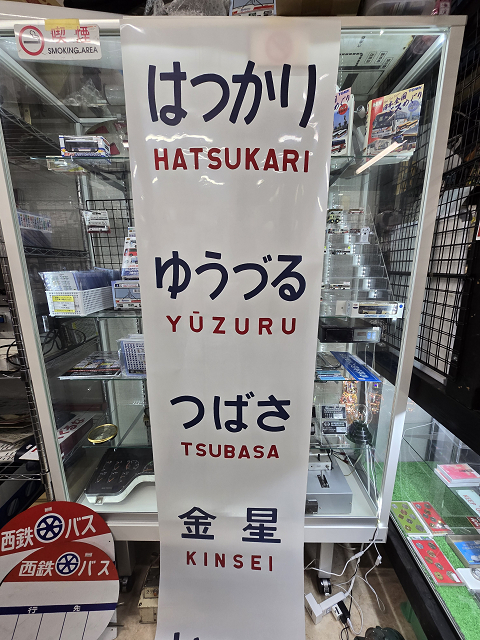 喫煙
SMOKING AREA
はつかり
HATSUKARI
ゆうづる
YŪZURU
つばさ
TSUBASA
金星
KINSEI
西鉄バス
西鉄バス
行先